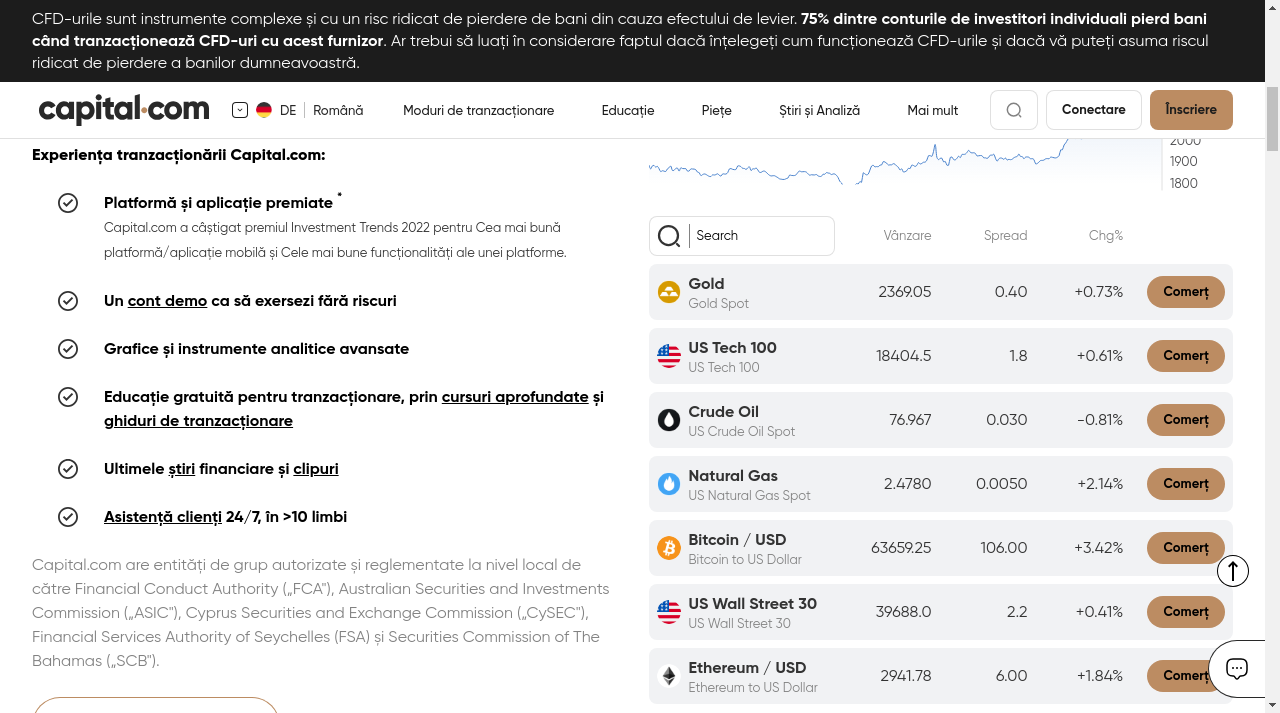 CFD-urile sunt instrumente complexe și cu un risc ridicat de pierdere de bani din cauza efectului de levier. 75% dintre conturile de investitori individuali pierd bani
când tranzacționează CFD-uri cu acest furnizor. Ar trebui să luați în considerare faptul dacă înțelegeți cum funcționează CFD-urile și dacă vă puteți asuma riscul
ridicat de pierdere a banilor dumneavoastră.
capital.com DE Română Moduri de tranzacționare Educație Piețe Știri și Analiză Mai mult Conectare Înscriere
Experiența tranzacționării Capital.com:
Platformă și aplicație premiate *
Capital.com a câștigat premiul Investment Trends 2022 pentru Cea mai bună
platformă/aplicație mobilă și Cele mai bune funcționalități ale unei platforme.
Un cont demo ca să exersezi fără riscuri
Grafice și instrumente analitice avansate
Educație gratuită pentru tranzacționare, prin cursuri aprofundate și
ghiduri de tranzacționare
Ultimele știri financiare și clipuri
Asistență clienți 24/7, în >10 limbi
Capital.com are entități de grup autorizate și reglementate la nivel local de
către Financial Conduct Authority („FCA"), Australian Securities and Investments
Commission („ASIC"), Cyprus Securities and Exchange Commission („CySEC"),
Financial Services Authority of Seychelles (FSA) și Securities Commission of The
Bahamas („SCB").
2000
1900
1800
Search Vânzare Spread Chg%
Gold 2369.05 0.40 +0.73% Comerț
Gold Spot
US Tech 100 18404.5 1.8 +0.61% Comerț
US Tech 100
Crude Oil 76.967 0.030 -0.81% Comerț
US Crude Oil Spot
Natural Gas 2.4780 0.0050 +2.14% Comerț
US Natural Gas Spot
Bitcoin / USD 63659.25 106.00 +3.42% Comerț
Bitcoin to US Dollar
US Wall Street 30 39688.0 2.2 +0.41% Comerț
US Wall Street 30
Ethereum / USD 2941.78 6.00 +1.84% Comerț
Ethereum to US Dollar